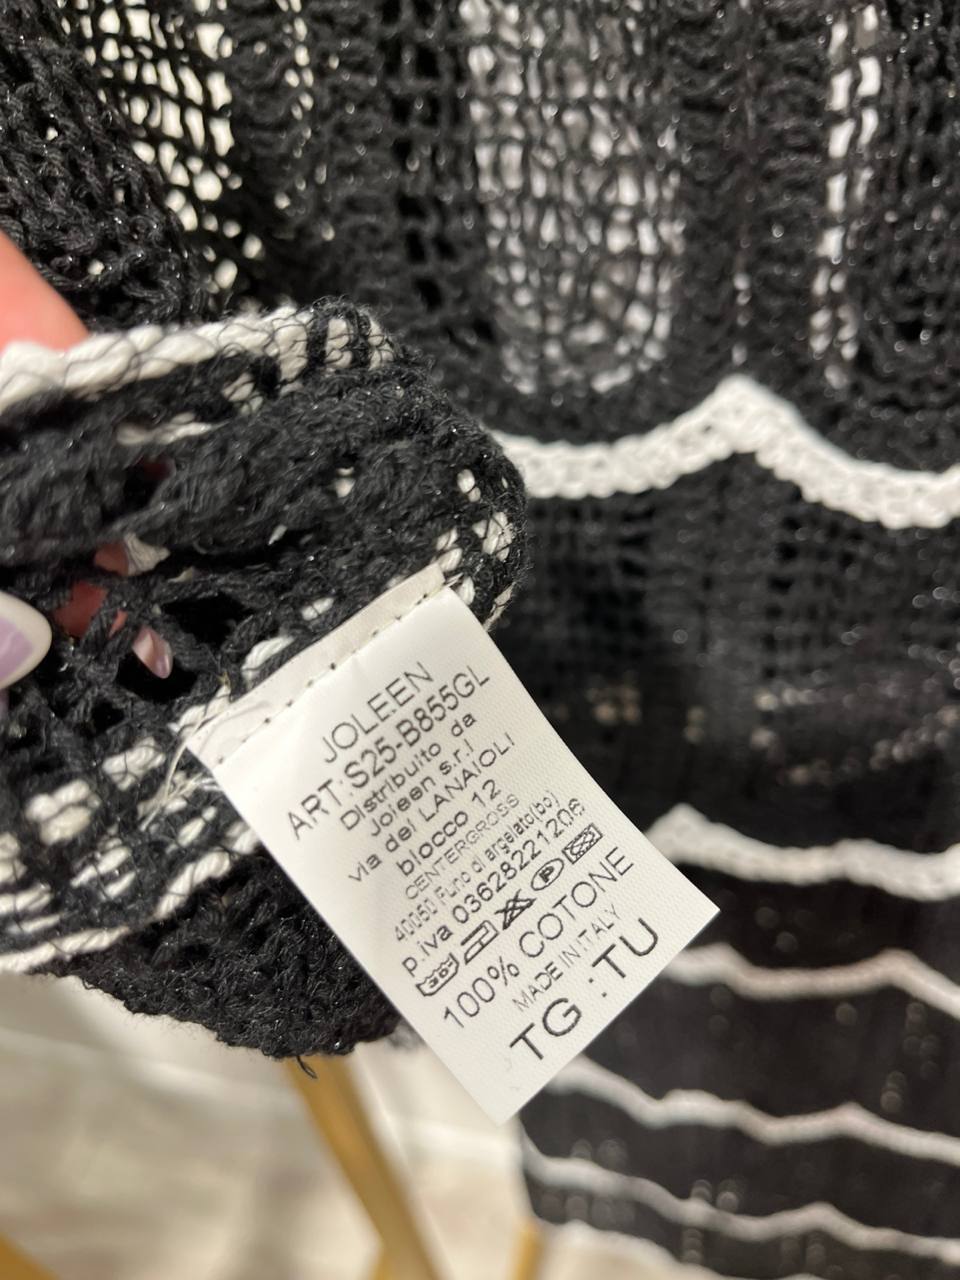 JOLEEN
ART:S25-B855GL
Distribuito da
Joleen s.r.l
via dei LANAIOLI
blocco 12
CENTERGROSS
40050 Funo di argelato(bo)
p.iva 03628221206
100% COTONE
MADE IN ITALY
TG : TU